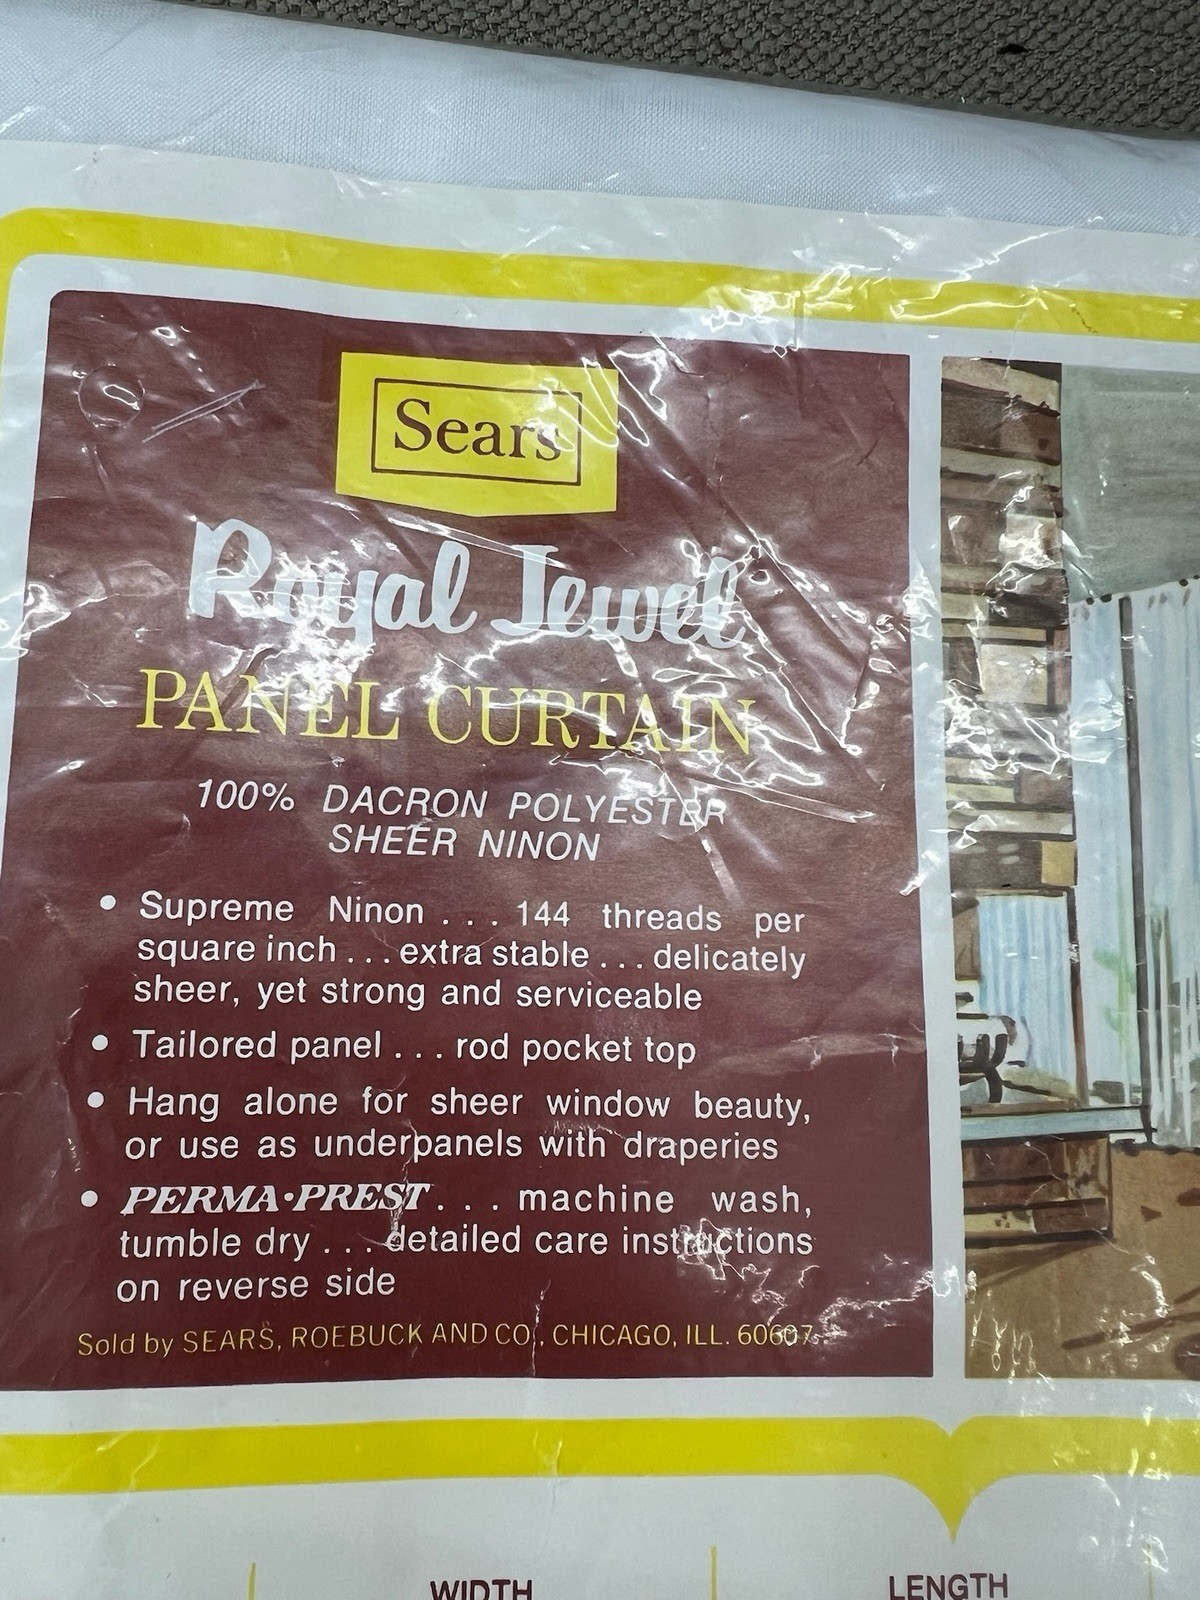 Sears
Royal Jewel
PANEL CURTAIN
100% DACRON POLYESTER
SHEER NINON
• Supreme Ninon . . . 144 threads per
square inch . . . extra stable . . . delicately
sheer, yet strong and serviceable
• Tailored panel . . . rod pocket top
• Hang alone for sheer window beauty,
or use as underpanels with draperies
• PERMA•PREST . . . machine wash,
tumble dry . . . detailed care instructions
on reverse side
Sold by SEARS, ROEBUCK AND CO., CHICAGO, ILL. 60607
WIDTH LENGTH